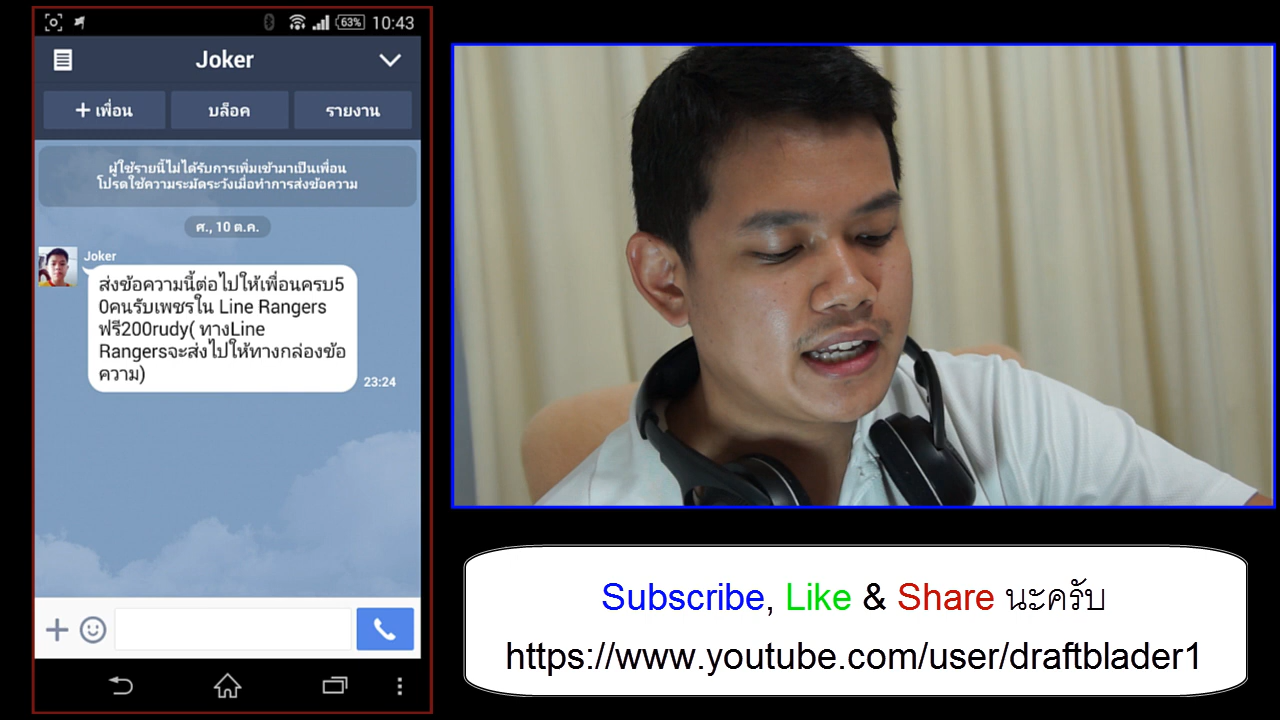 63% 10:43
Joker
+ เพื่อน บล็อค รายงาน
ผู้ใช้รายนี้ไม่ได้รับการเพิ่มเข้ามาเป็นเพื่อน
โปรดใช้ความระมัดระวังเมื่อทำการส่งข้อความ
ศ., 10 ต.ค.
Joker
ส่งข้อความนี้ต่อไปให้เพื่อนครบ5
0คนรับเพชรใน Line Rangers
ฟรี200rudy( ทางLine
Rangersจะส่งไปให้ทางกล่องข้อ
ความ)
23:24
Subscribe, Like & Share นะครับ
https://www.youtube.com/user/draftblader1